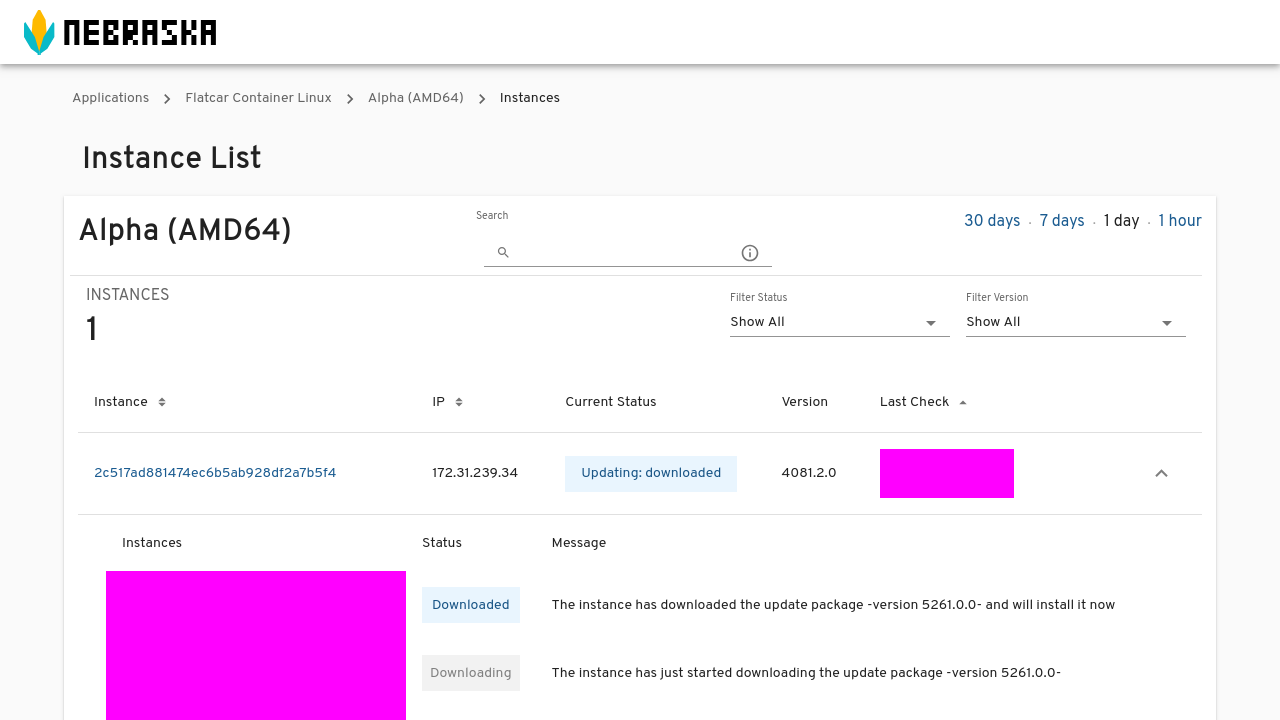 NEBRASKA
Applications > Flatcar Container Linux > Alpha (AMD64) > Instances
Instance List
Alpha (AMD64)
Search
30 days . 7 days . 1 day . 1 hour
INSTANCES
1
Filter Status
Show All
Filter Version
Show All
Instance IP Current Status Version Last Check
2c517ad881474ec6b5ab928df2a7b5f4 172.31.239.34 Updating: downloaded 4081.2.0
Instances Status Message
Downloaded The instance has downloaded the update package -version 5261.0.0- and will install it now
Downloading The instance has just started downloading the update package -version 5261.0.0-